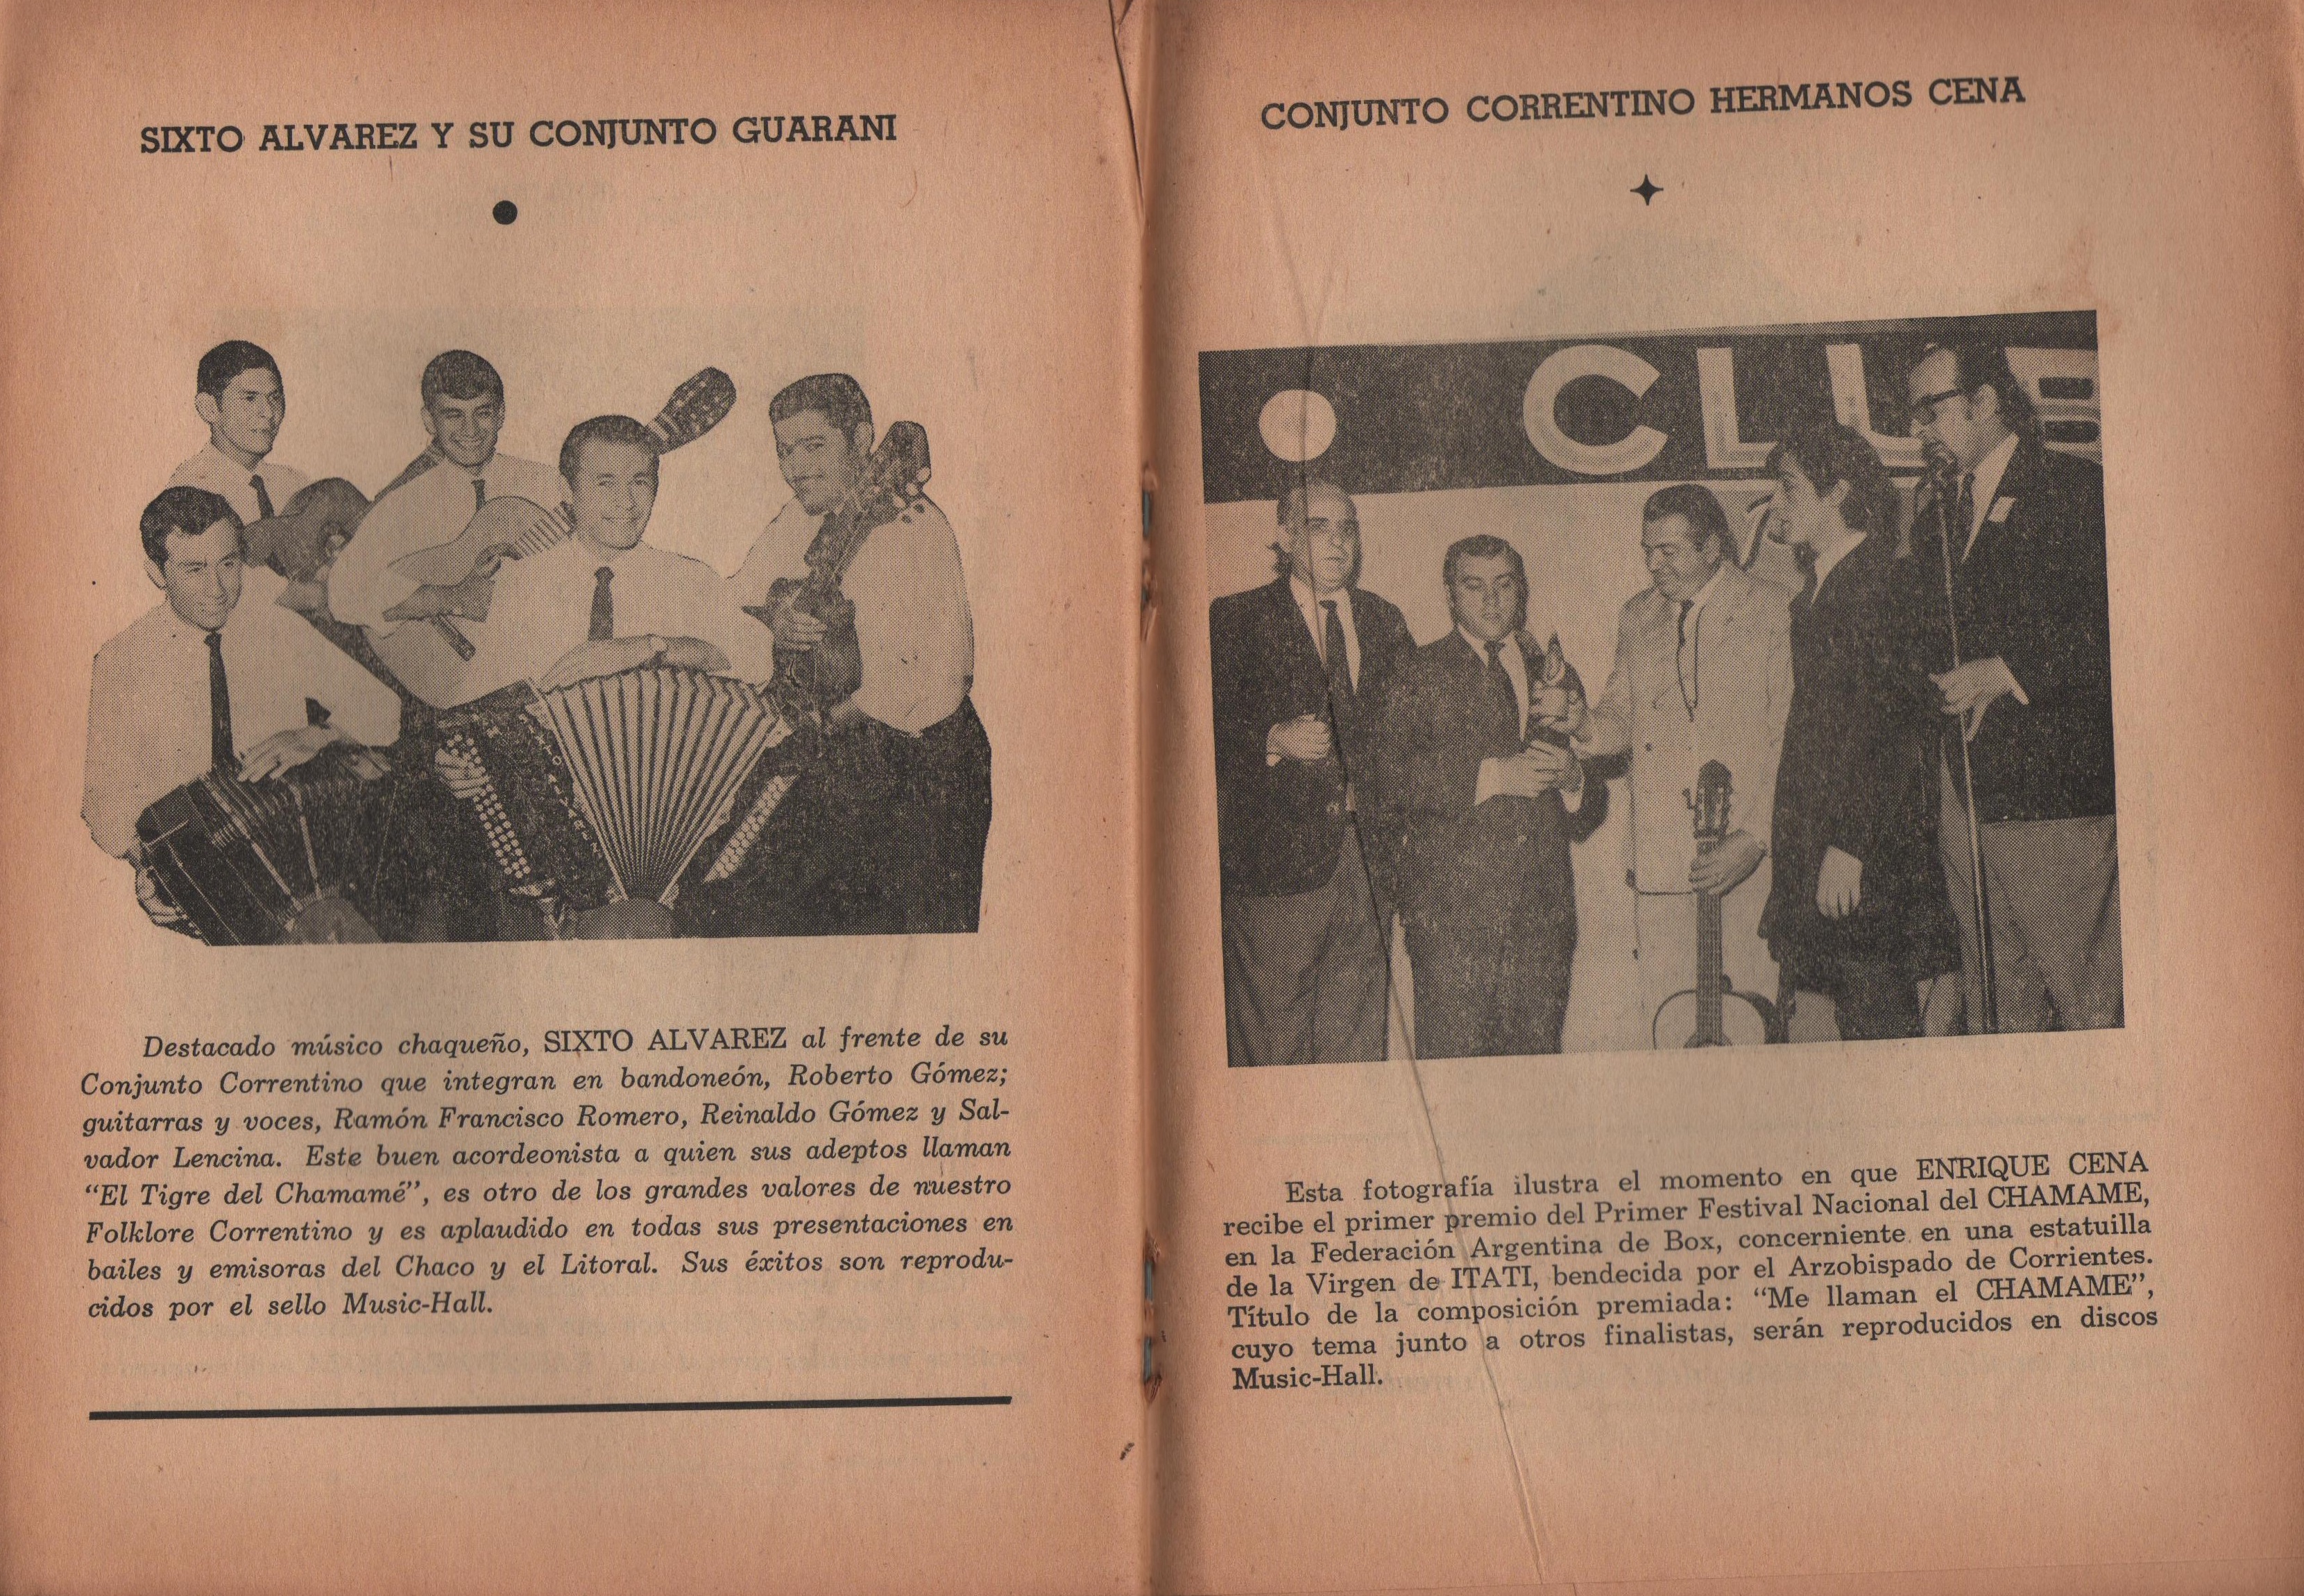 SIXTO ALVAREZ Y SU CONJUNTO GUARANI
Destacado músico chaqueño, SIXTO ALVAREZ al frente de su
Conjunto Correntino que integran en bandoneón, Roberto Gómez;
guitarras y voces, Ramón Francisco Romero, Reinaldo Gómez y Sal-
vador Lencina. Este buen acordeonista a quien sus adeptos llaman
“El Tigre del Chamamé”, es otro de los grandes valores de nuestro
Folklore Correntino y es aplaudido en todas sus presentaciones en
bailes y emisoras del Chaco y el Litoral. Sus éxitos son reprodu-
cidos por el sello Music-Hall.
CONJUNTO CORRENTINO HERMANOS CENA
CLUB
Esta fotografía ilustra el momento en que ENRIQUE CENA
recibe el primer premio del Primer Festival Nacional del CHAMAME,
en la Federación Argentina de Box, concerniente en una estatuilla
de la Virgen de ITATI, bendecida por el Arzobispado de Corrientes.
Título de la composición premiada: “Me llaman el CHAMAME”,
cuyo tema junto a otros finalistas, serán reproducidos en discos
Music-Hall.